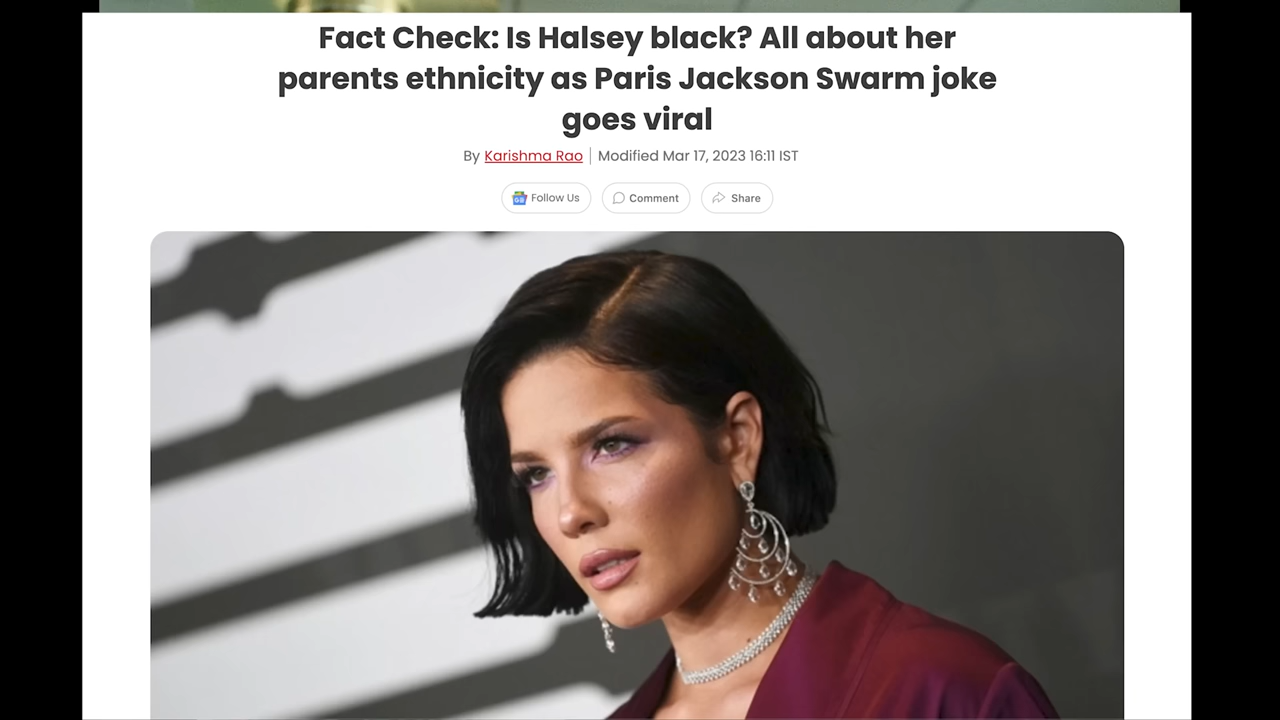 Fact Check: Is Halsey black? All about her
parents ethnicity as Paris Jackson Swarm joke
goes viral
By Karishma Rao | Modified Mar 17, 2023 16:11 IST
Follow Us Comment Share